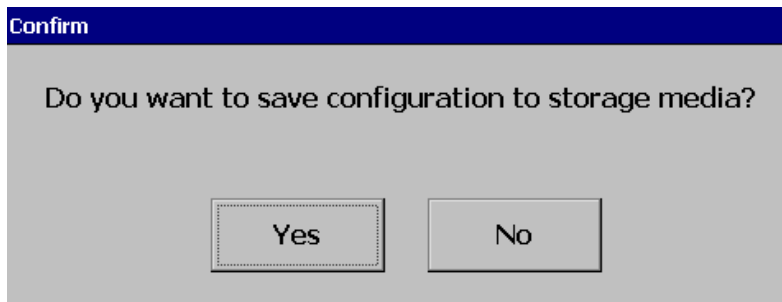 Confirm
Do you want to save configuration to storage media?
Yes No